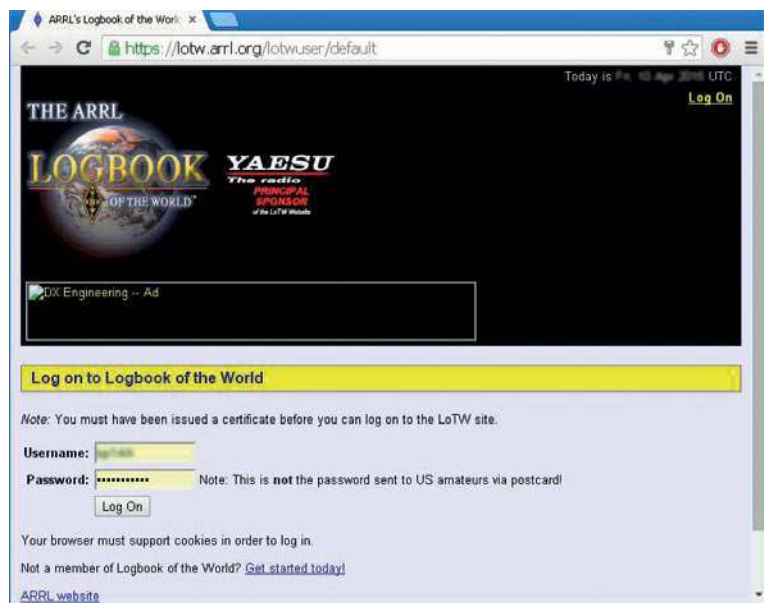 ARRL's Logbook of the Worl
https://lotw.arrl.org/lotwuser/default
Today is UTC
Log On
THE ARRL
LOGBOOK
OF THE WORLD
YAESU
The radio
PRINCIPAL
SPONSOR
of the LoTW Website
DX Engineering -- Ad
Log on to Logbook of the World
Note: You must have been issued a certificate before you can log on to the LoTW site.
Username:
Password: ••••••••••• Note: This is not the password sent to US amateurs via postcard!
Log On
Your browser must support cookies in order to log in.
Not a member of Logbook of the World? Get started today!
ARRL website